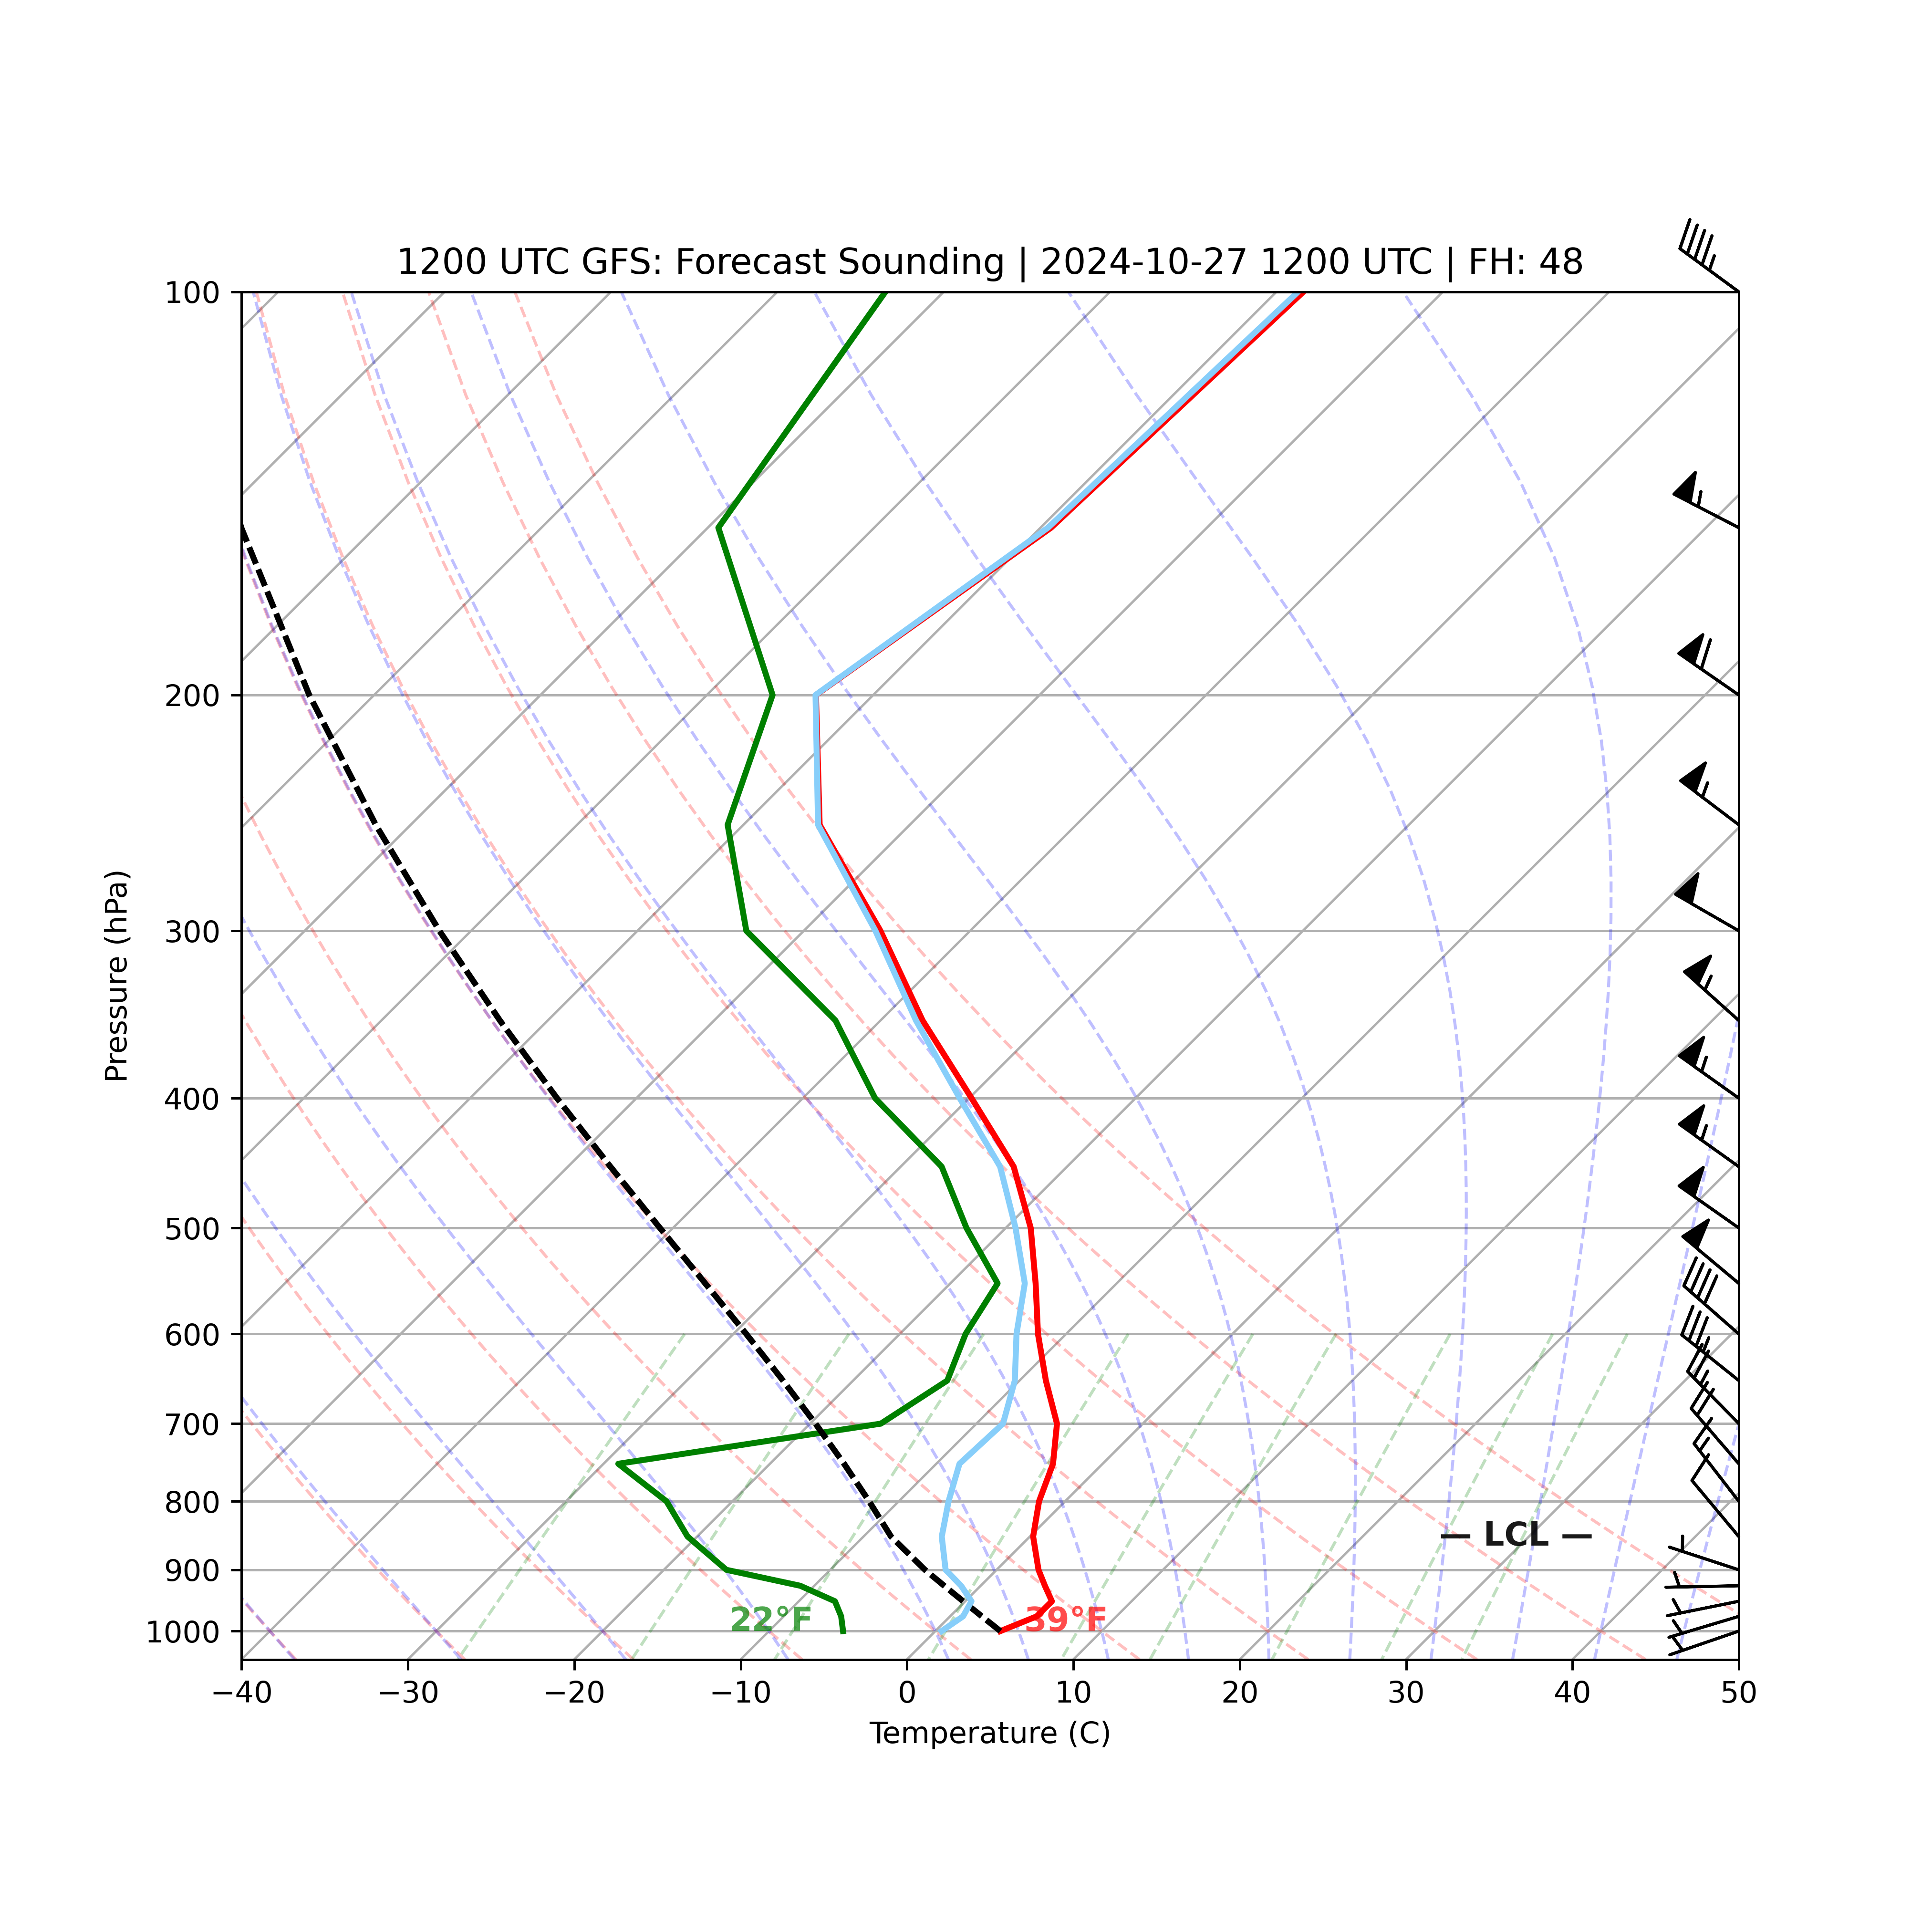 1200 UTC GFS: Forecast Sounding | 2024-10-27 1200 UTC | FH: 48
100
200
300
400
500
600
700
800
900
1000
Pressure (hPa)
— LCL —
22°F
39°F
−40 −30 −20 −10 0 10 20 30 40 50
Temperature (C)